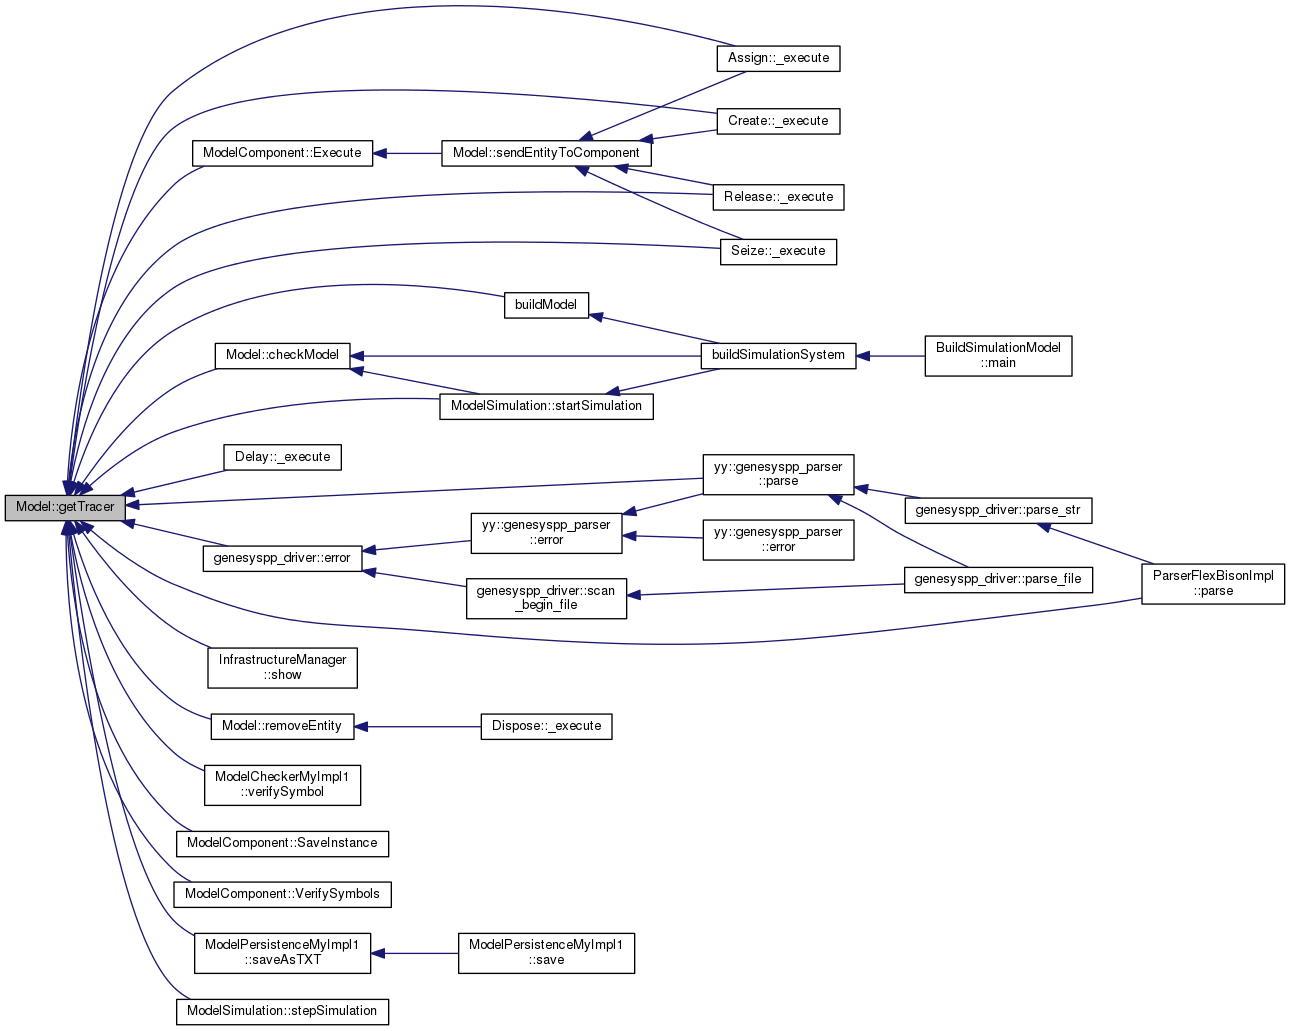 Assign::_execute
Create::_execute
ModelComponent::Execute
Model::sendEntityToComponent
Release::_execute
Seize::_execute
buildModel
Model::checkModel
buildSimulationSystem
BuildSimulationModel
::main
ModelSimulation::startSimulation
Delay::_execute
yy::genesyspp_parser
::parse
Model::getTracer
genesyspp_driver::parse_str
yy::genesyspp_parser
::error
yy::genesyspp_parser
::error
genesyspp_driver::error
genesyspp_driver::scan
_begin_file
genesyspp_driver::parse_file
ParserFlexBisonImpl
::parse
InfrastructureManager
::show
Model::removeEntity
Dispose::_execute
ModelCheckerMyImpl1
::verifySymbol
ModelComponent::SaveInstance
ModelComponent::VerifySymbols
ModelPersistenceMyImpl1
::saveAsTXT
ModelPersistenceMyImpl1
::save
ModelSimulation::stepSimulation